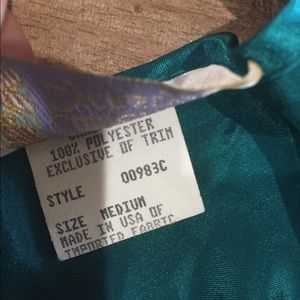 100% POLYESTER
EXCLUSIVE OF TRIM
STYLE 00983C
SIZE MEDIUM
MADE IN USA OF
IMPORTED FABRIC